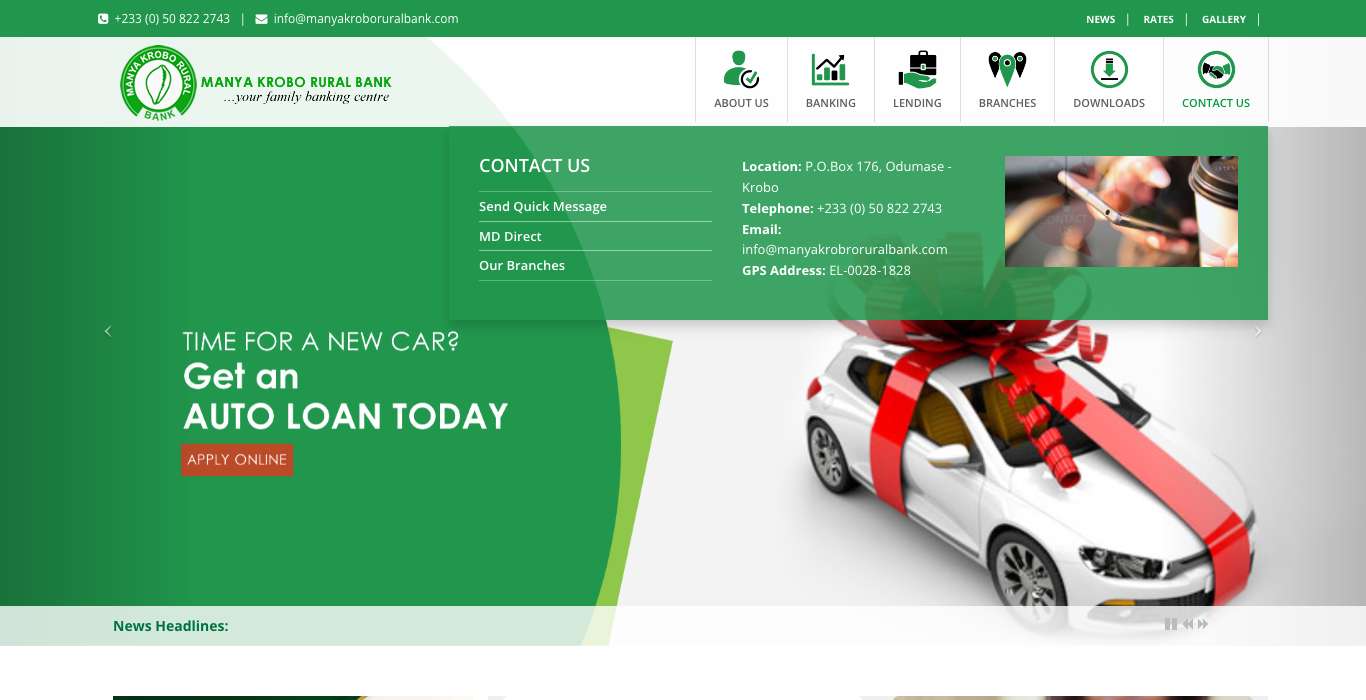 +233 (0) 50 822 2743 | info@manyakroboruralbank.com
NEWS | RATES | GALLERY |
MANYA KROBO RURAL
BANK
MANYA KROBO RURAL BANK
...your family banking centre
ABOUT US
BANKING
LENDING
BRANCHES
DOWNLOADS
CONTACT US
CONTACT US
Send Quick Message
MD Direct
Our Branches
Location: P.O.Box 176, Odumase -
Krobo
Telephone: +233 (0) 50 822 2743
Email:
info@manyakrobroruralbank.com
GPS Address: EL-0028-1828
TIME FOR A NEW CAR?
Get an
AUTO LOAN TODAY
APPLY ONLINE
News Headlines: